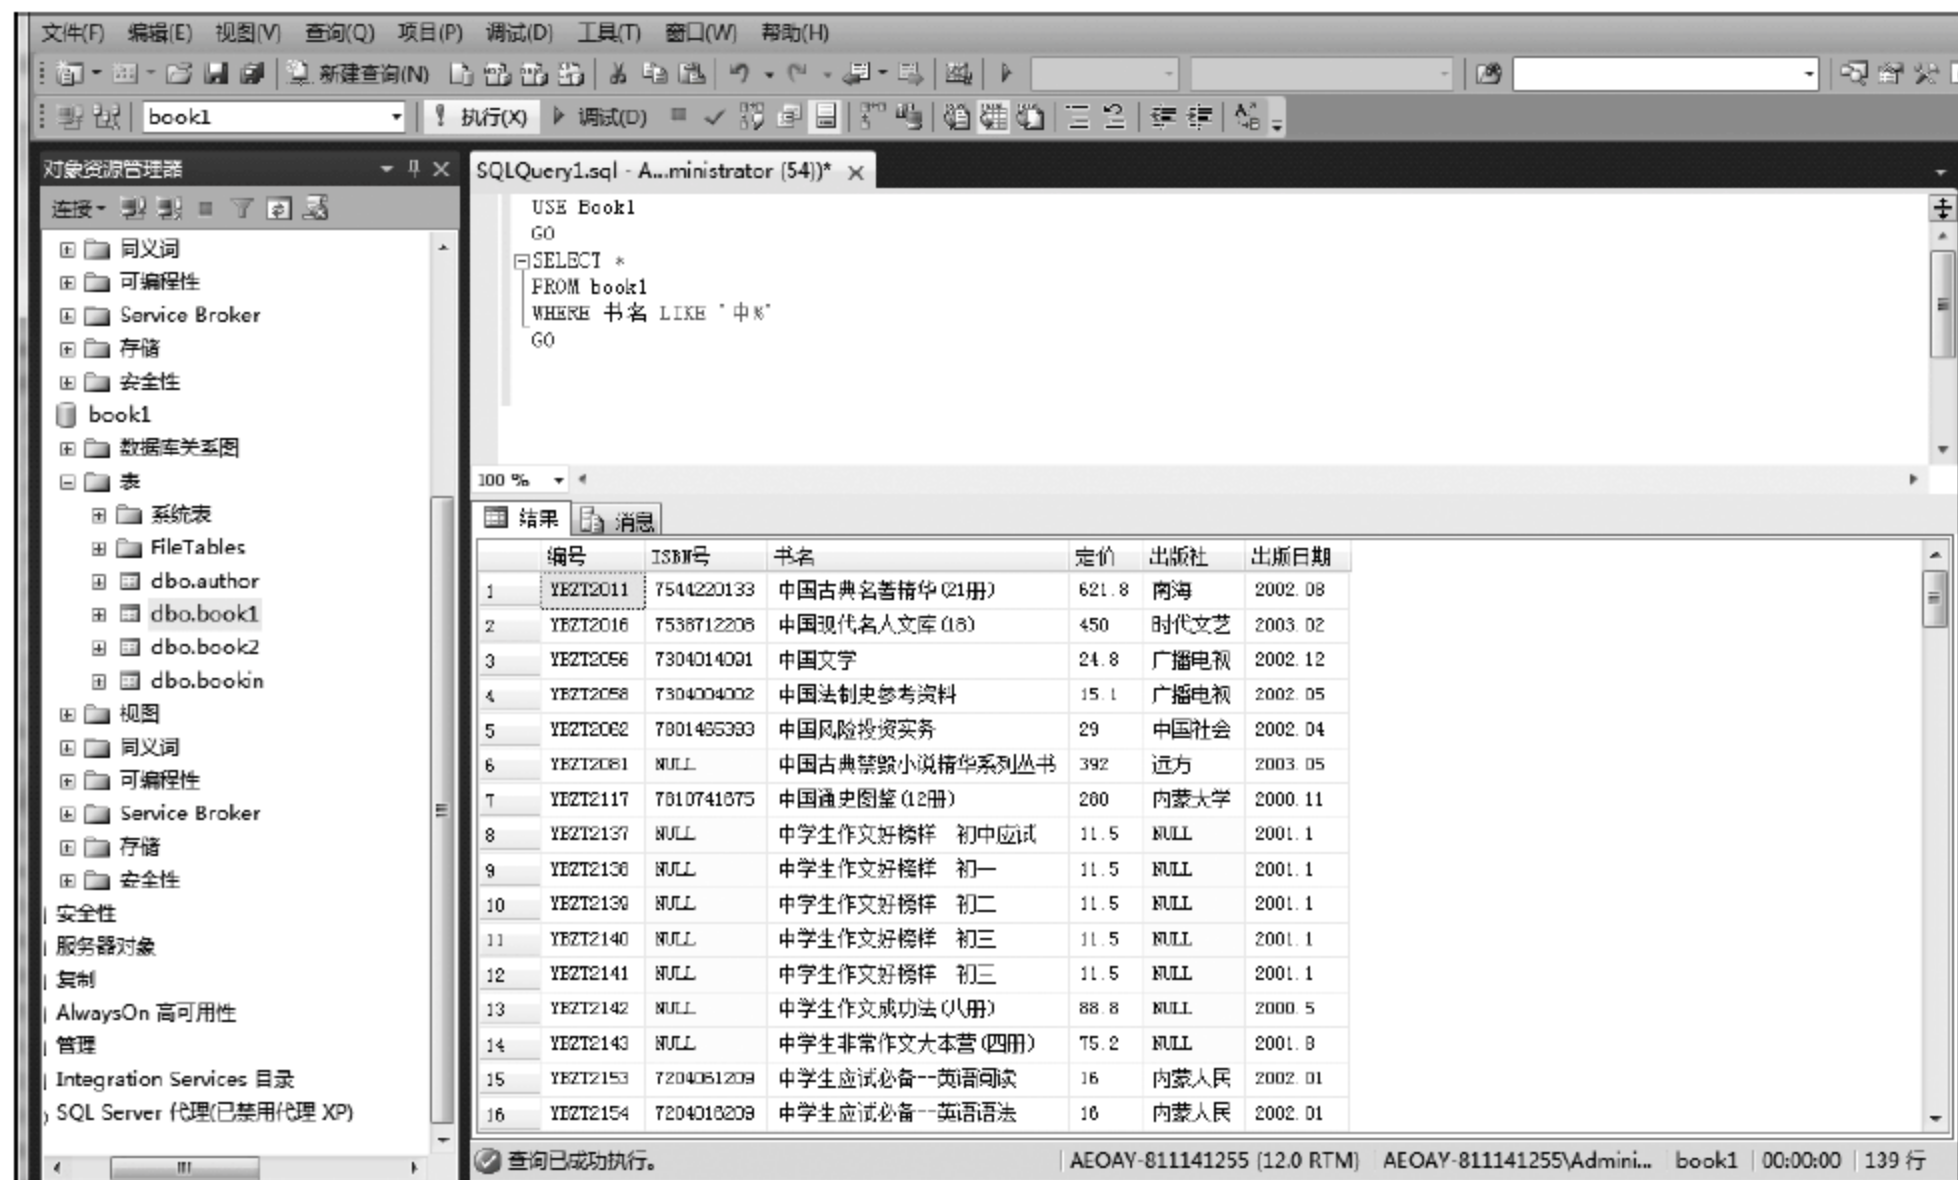 文件(F) 编辑(E) 视图(V) 查询(Q) 项目(P) 调试(D) 工具(T) 窗口(W) 帮助(H)
新建查询(N)
book1 执行(X) 调试(D)
对象资源管理器
连接
同义词
可编程性
Service Broker
存储
安全性
book1
数据库关系图
表
系统表
FileTables
dbo.author
dbo.book1
dbo.book2
dbo.bookin
视图
同义词
可编程性
Service Broker
存储
安全性
安全性
服务器对象
复制
AlwaysOn 高可用性
管理
Integration Services 目录
SQL Server 代理(已禁用代理 XP)
SQLQuery1.sql - A...ministrator (54))*
USE Book1
GO
SELECT *
FROM book1
WHERE 书名 LIKE '中%'
GO
100 %
结果 消息
编号 ISBN号 书名 定价 出版社 出版日期
1 YBZT2011 7544220133 中国古典名著精华(21册) 621.8 南海 2002.08
2 YBZT2016 7538712208 中国现代名人文库(18) 450 时代文艺 2003.02
3 YBZT2056 7304014091 中国文学 24.8 广播电视 2002.12
4 YBZT2058 7304004002 中国法制史参考资料 15.1 广播电视 2002.05
5 YBZT2062 7801465393 中国风险投资实务 29 中国社会 2002.04
6 YBZT2081 NULL 中国古典禁毁小说精华系列丛书 392 远方 2003.05
7 YBZT2117 7810741675 中国通史图鉴(12册) 280 内蒙大学 2000.11
8 YBZT2137 NULL 中学生作文好榜样 初中应试 11.5 NULL 2001.1
9 YBZT2138 NULL 中学生作文好榜样 初一 11.5 NULL 2001.1
10 YBZT2139 NULL 中学生作文好榜样 初二 11.5 NULL 2001.1
11 YBZT2140 NULL 中学生作文好榜样 初三 11.5 NULL 2001.1
12 YBZT2141 NULL 中学生作文好榜样 初三 11.5 NULL 2001.1
13 YBZT2142 NULL 中学生作文成功法(八册) 88.8 NULL 2000.5
14 YBZT2143 NULL 中学生非常作文大本营(四册) 75.2 NULL 2001.8
15 YBZT2153 7204061209 中学生应试必备--英语阅读 16 内蒙人民 2002.01
16 YBZT2154 7204016209 中学生应试必备--英语语法 16 内蒙人民 2002.01
查询已成功执行。 AEOAY-811141255 (12.0 RTM) AEOAY-811141255\Admini... book1 00:00:00 139 行